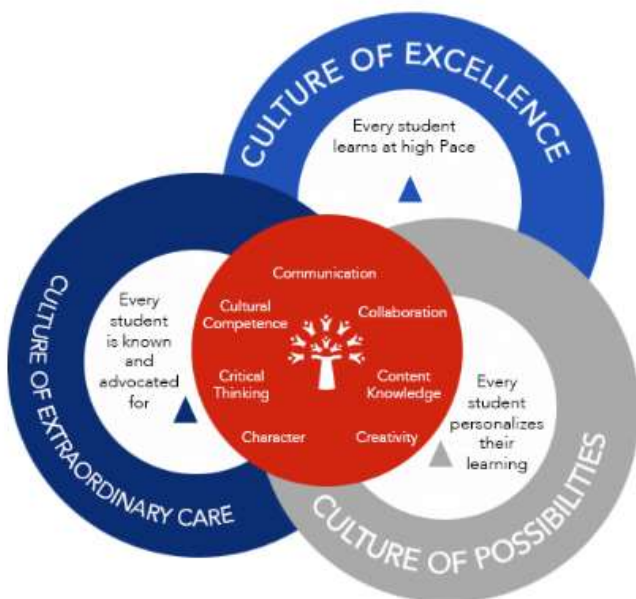 CULTURE OF EXCELLENCE
Every student
learns at high Pace
CULTURE OF EXTRAORDINARY CARE
Every
student
is known
and
advocated
for
Communication
Cultural
Competence
Collaboration
Critical
Thinking
Content
Knowledge
Character
Creativity
Every
student
personalizes
their
learning
CULTURE OF POSSIBILITIES